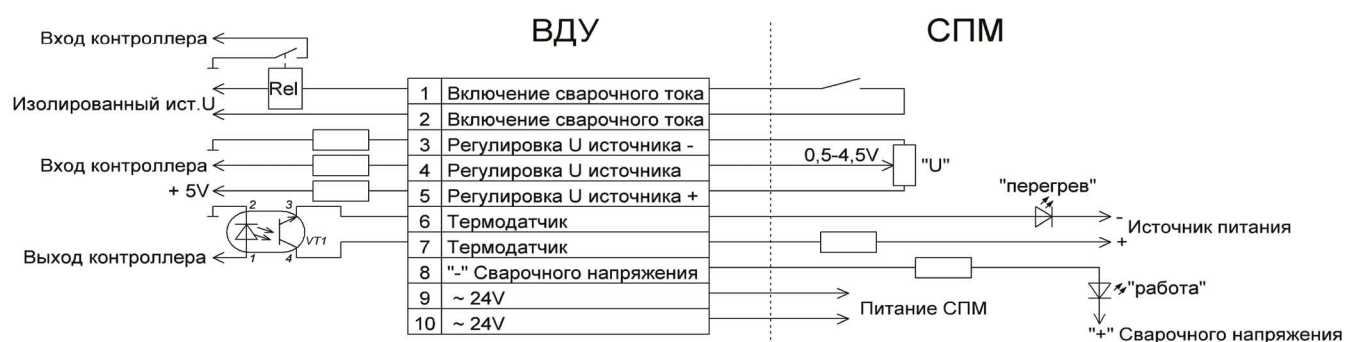 ВДУ
СПМ
Вход контроллера
Rel
Изолированный ист.U
1 Включение сварочного тока
2 Включение сварочного тока
3 Регулировка U источника -
4 Регулировка U источника
5 Регулировка U источника +
6 Термодатчик
7 Термодатчик
8 "-" Сварочного напряжения
9 ~ 24V
10 ~ 24V
Вход контроллера
+ 5V
2 3
VT1
1 4
Выход контроллера
0,5-4,5V
"U"
"перегрев"
-
Источник питания
+
"работа"
Питание СПМ
"+" Сварочного напряжения